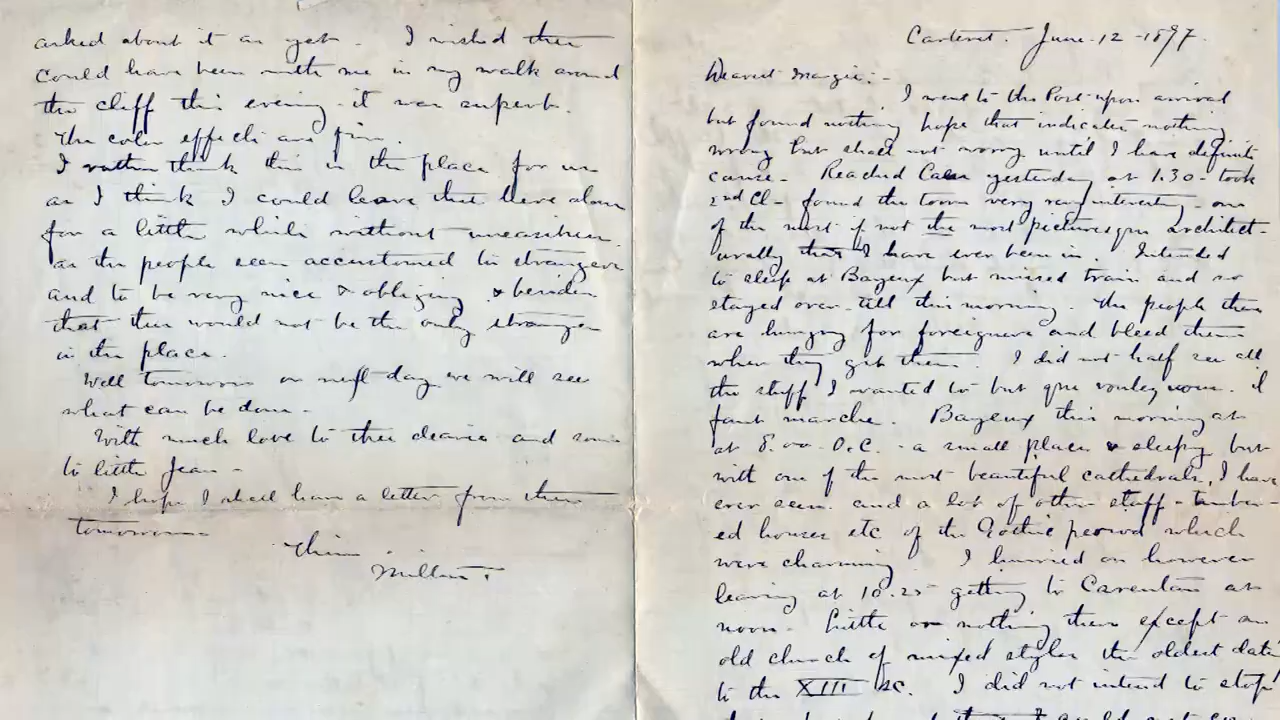 asked about it as yet. I wished thee
could have been with me in my walk around
the cliff this evening - it was superb.
The color effects are fine.
I rather think this is the place for us
as I think I could leave thee here alone
for a little while without uneasiness.
as the people seem accustomed to strangers
and to be very nice & obliging & besides
that thee would not be the only stranger
in the place.
Well tomorrow or next day we will see
what can be done -
With much love to thee dearie and some
to little Jean -
I hope I shall have a letter from thee
tomorrow
Thine
Carteret. June - 12 - 1897.
Dearest Margie: -
I went to the Post upon arrival
but found nothing hope that indicates nothing
wrong but shall not worry until I have definite
cause - Reached Caen yesterday at 1.30 - took
2nd Cl - found the town very very interesting - one
of the most if not the most picturesque architect-
urally that I have ever been in. Intended
to sleep at Bayeux but missed train and so
stayed over - till this morning. The people there
are hungry for foreigners and bleed them
when they get them. I did not half see all
the stuff I wanted to but que voulez vous. il
faut marche. Bayeux this morning at
at 8.00 - O.C. - a small place & sleepy but
with one of the most beautiful cathedrals I have
ever seen. and a lot of other stuff - timber-
ed houses etc of the Gothic period which
were charming. I hurried on however
leaving at 10.25 getting to Carentan at
noon - Little or nothing there except an
old church of mixed styles the oldest date
to the XIII sc. I did not intend to stop